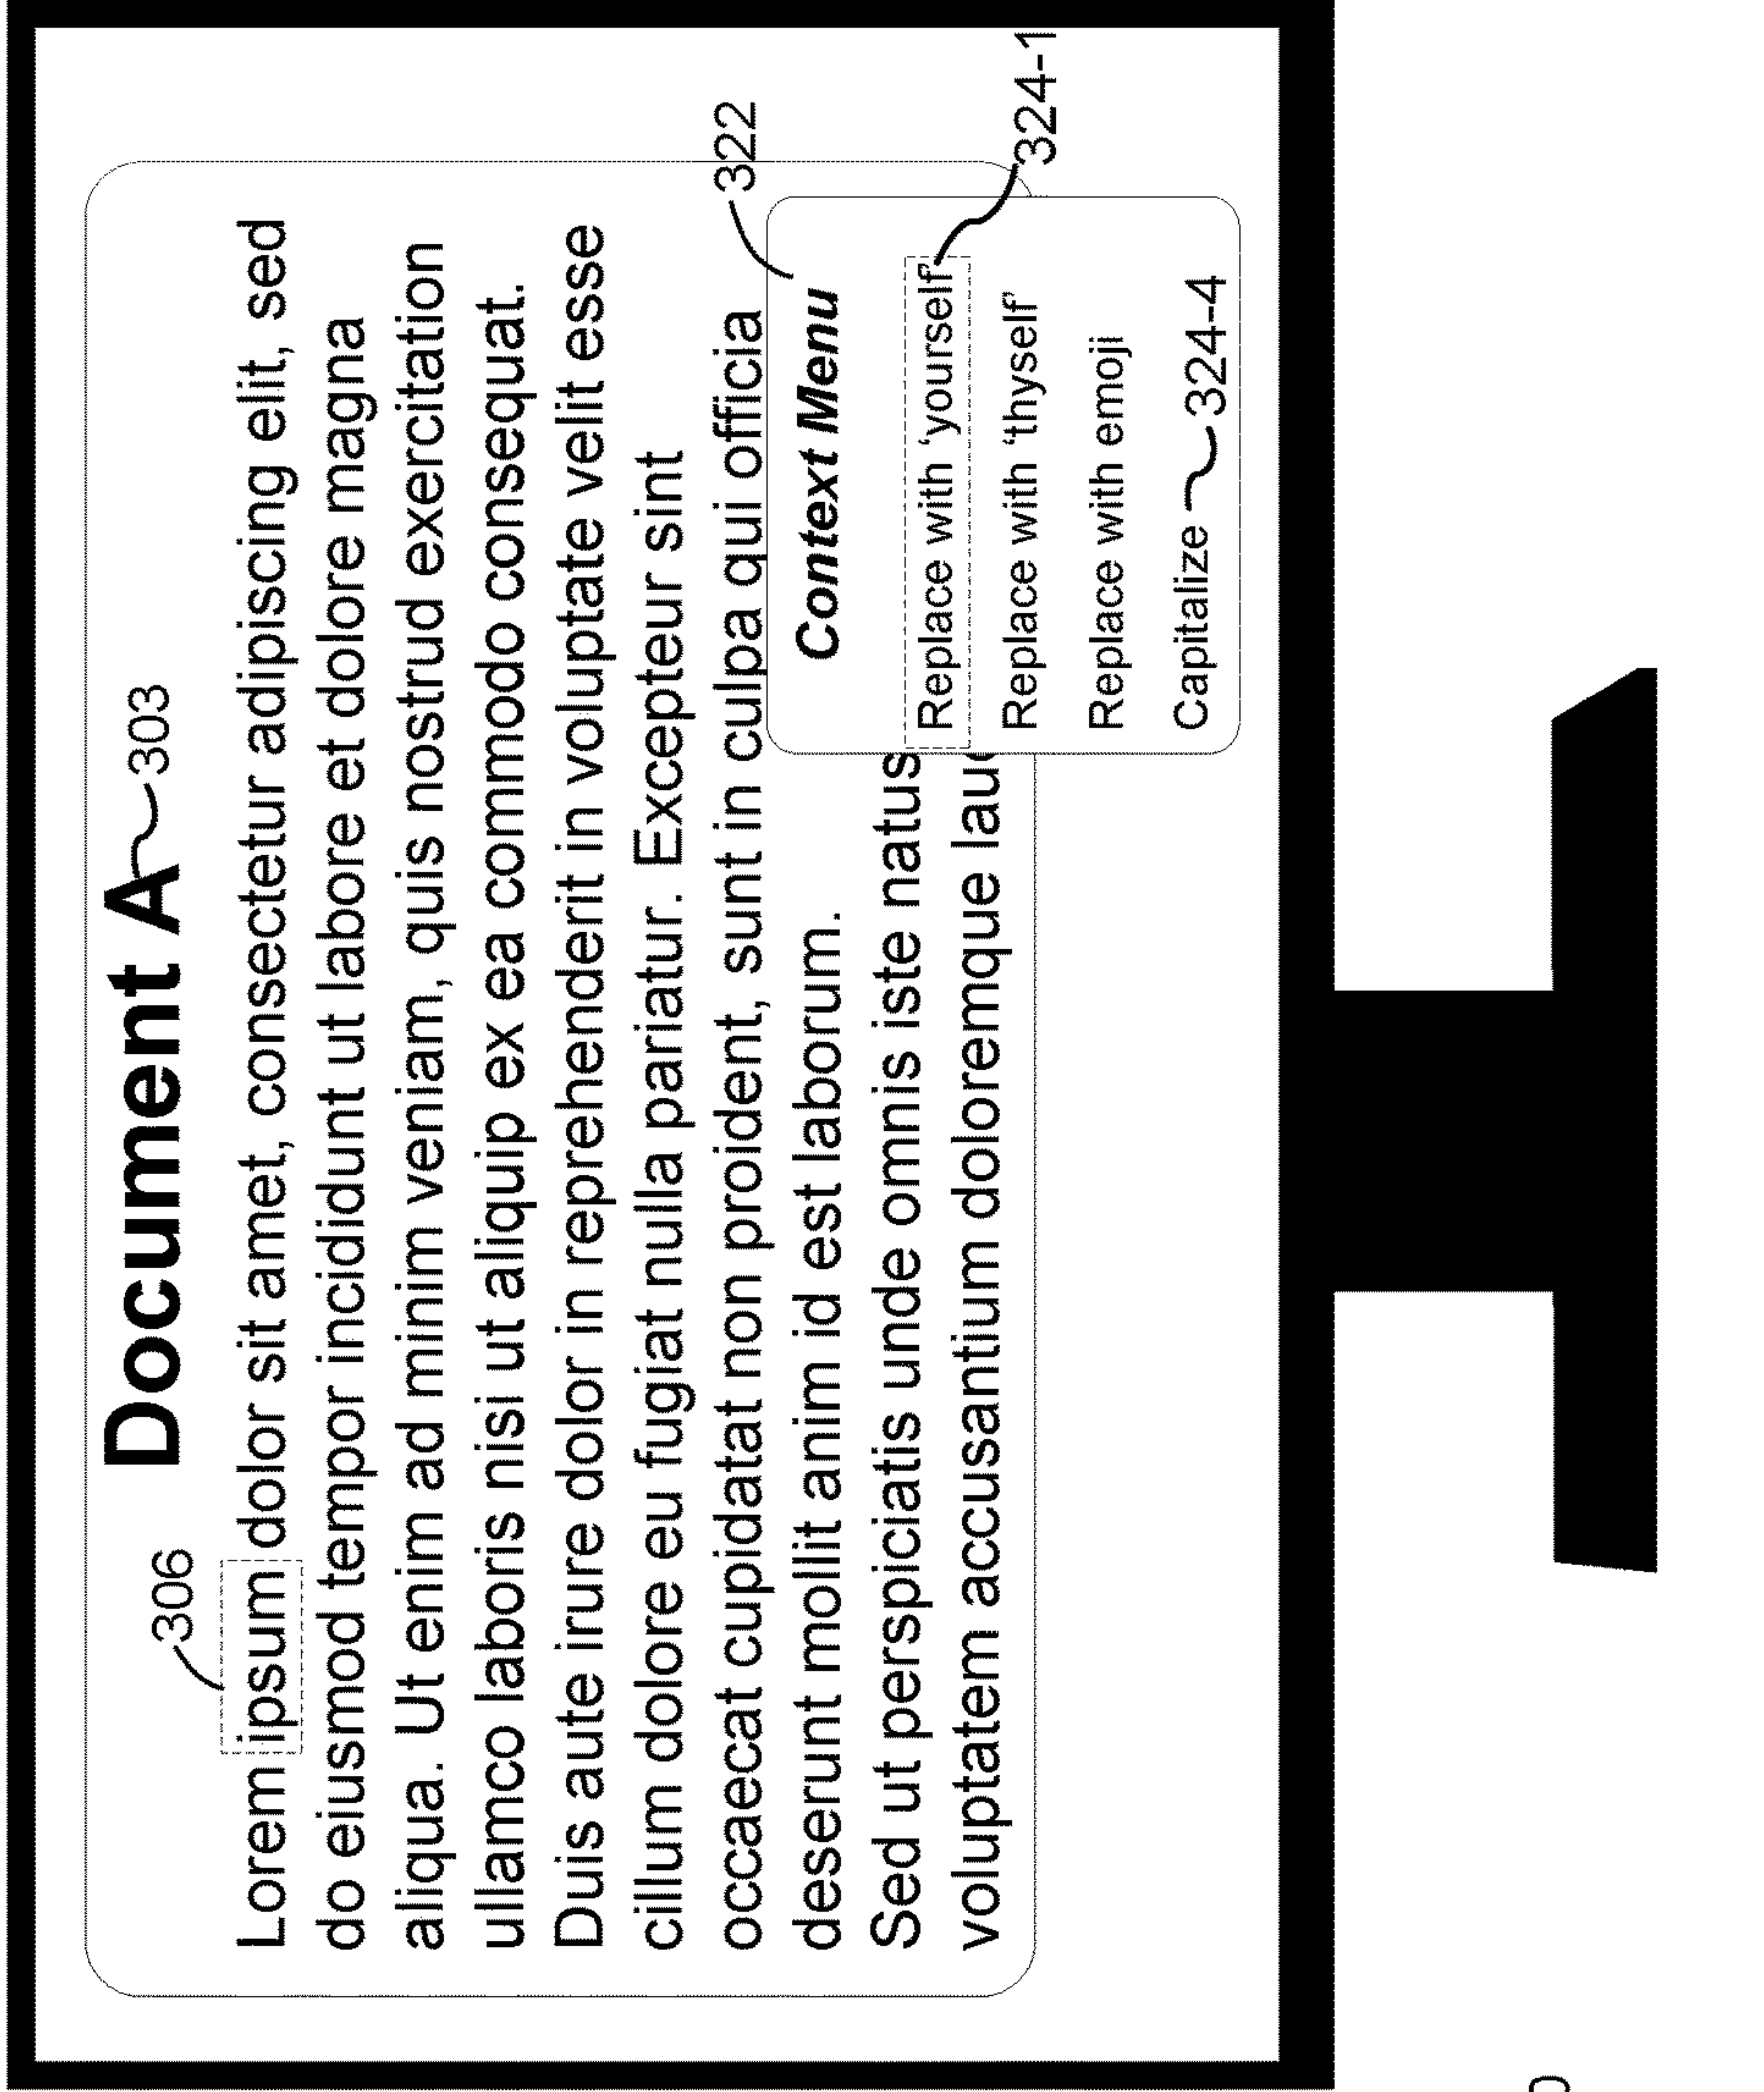 Document A 303
306
Lorem ipsum dolor sit amet, consectetur adipiscing elit, sed
do eiusmod tempor incididunt ut labore et dolore magna
aliqua. Ut enim ad minim veniam, quis nostrud exercitation
ullamco laboris nisi ut aliquip ex ea commodo consequat.
Duis aute irure dolor in reprehenderit in voluptate velit esse
cillum dolore eu fugiat nulla pariatur. Excepteur sint
occaecat cupidatat non proident, sunt in culpa qui officia
deserunt mollit anim id est laborum.
Sed ut perspiciatis unde omnis iste natus
voluptatem accusantium doloremque
322
Context Menu
Replace with ‘yourself’
324-1
Replace with ‘thyself’
Replace with emoji
Capitalize 324-4